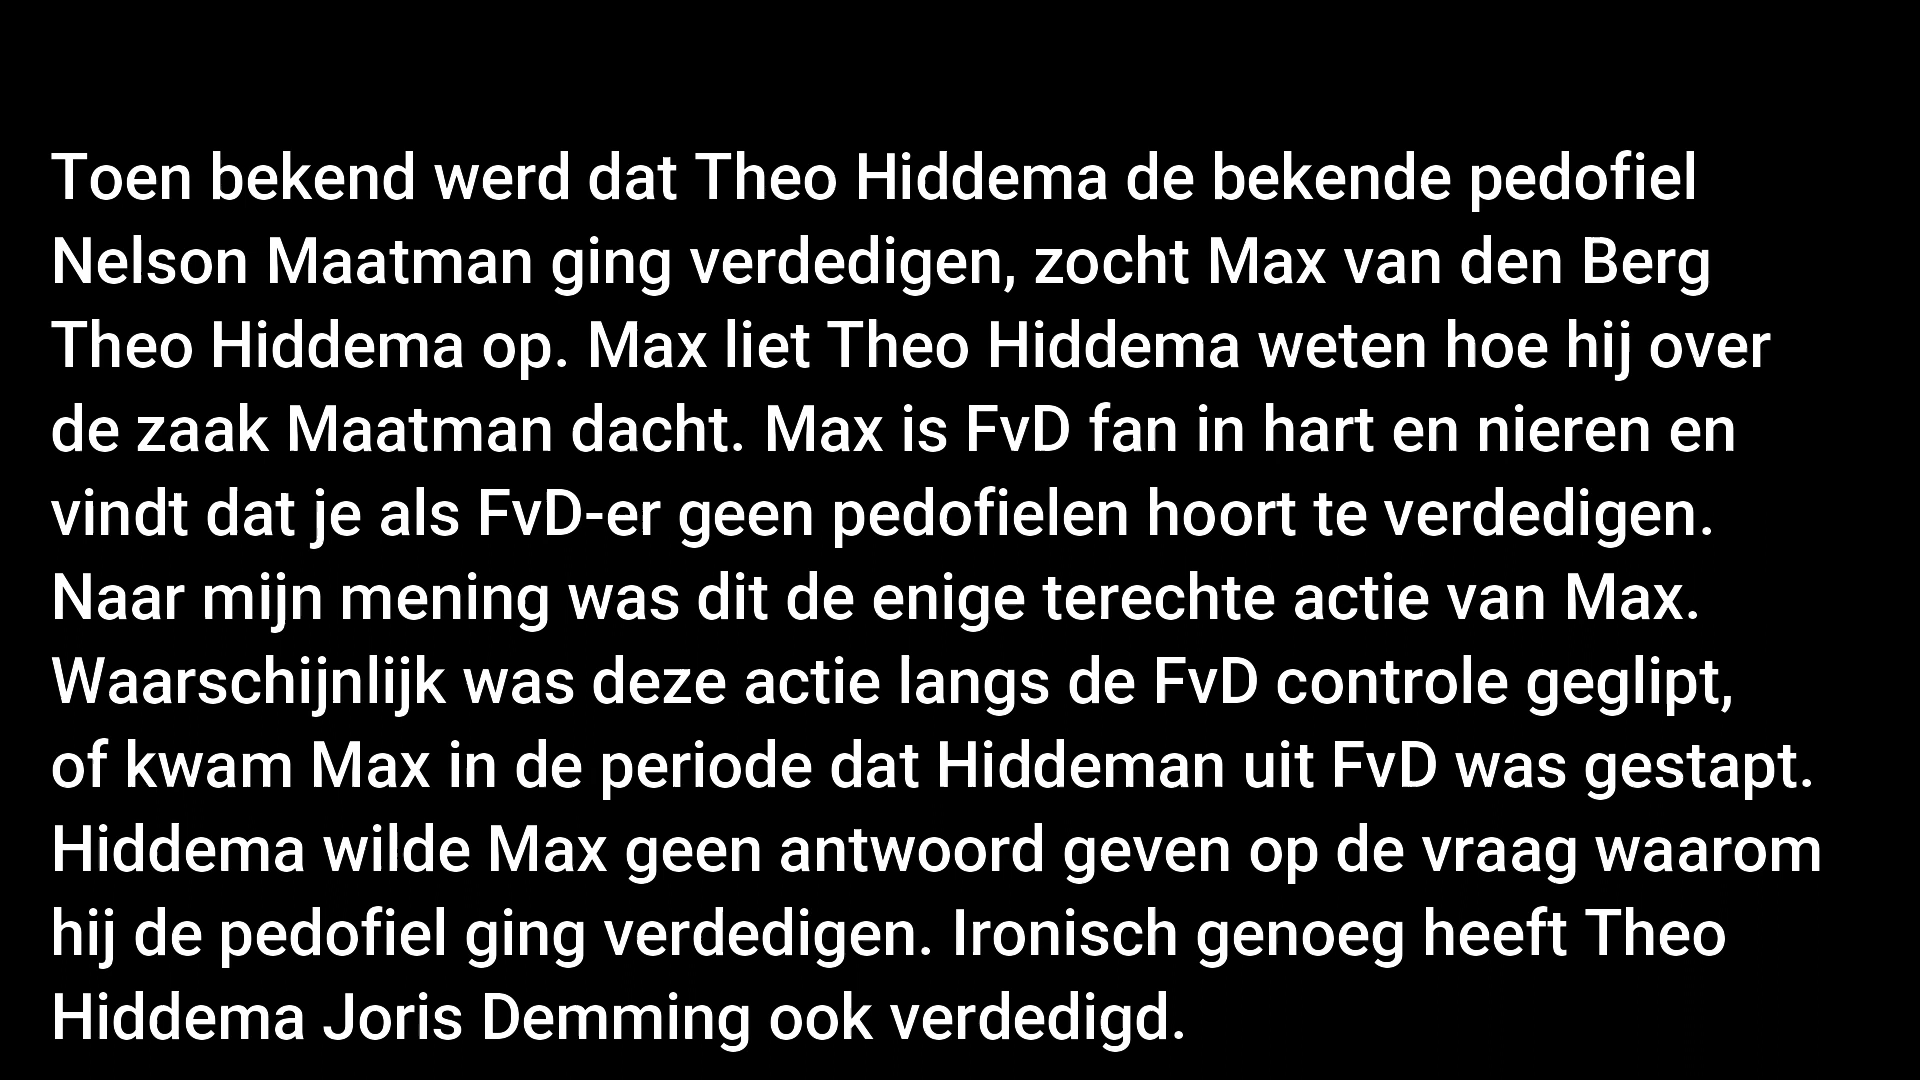 Toen bekend werd dat Theo Hiddema de bekende pedofiel
Nelson Maatman ging verdedigen, zocht Max van den Berg
Theo Hiddema op. Max liet Theo Hiddema weten hoe hij over
de zaak Maatman dacht. Max is FvD fan in hart en nieren en
vindt dat je als FvD-er geen pedofielen hoort te verdedigen.
Naar mijn mening was dit de enige terechte actie van Max.
Waarschijnlijk was deze actie langs de FvD controle geglipt,
of kwam Max in de periode dat Hiddeman uit FvD was gestapt.
Hiddema wilde Max geen antwoord geven op de vraag waarom
hij de pedofiel ging verdedigen. Ironisch genoeg heeft Theo
Hiddema Joris Demming ook verdedigd.